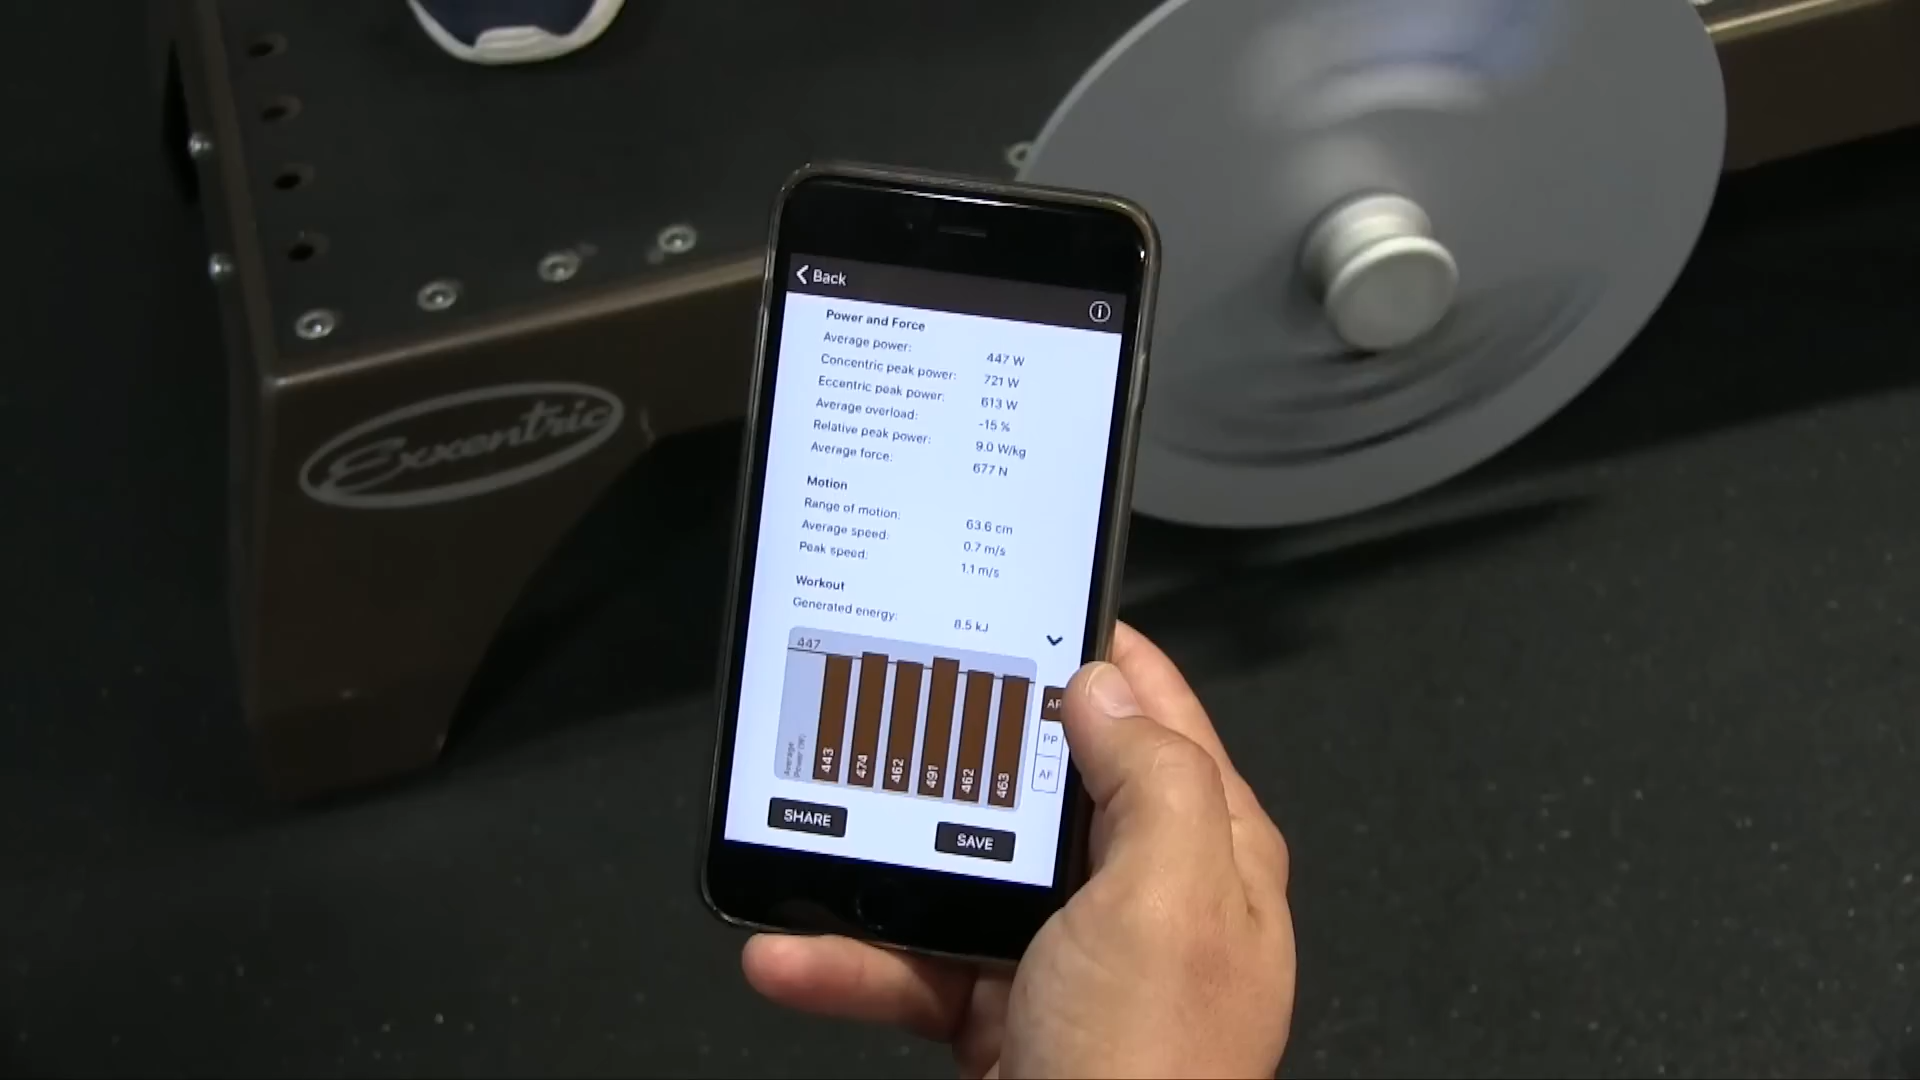 Back
Power and Force
Average power: 447 W
Concentric peak power: 721 W
Eccentric peak power: 613 W
Average overload: -15 %
Relative peak power: 9.0 W/kg
Average force: 677 N
Motion
Range of motion: 63.6 cm
Average speed: 0.7 m/s
Peak speed: 1.1 m/s
Workout
Generated energy: 8.5 kJ
447
Average
Power (W)
443 474 462 491 462 463
PP
AF
SHARE
SAVE
Exxentric